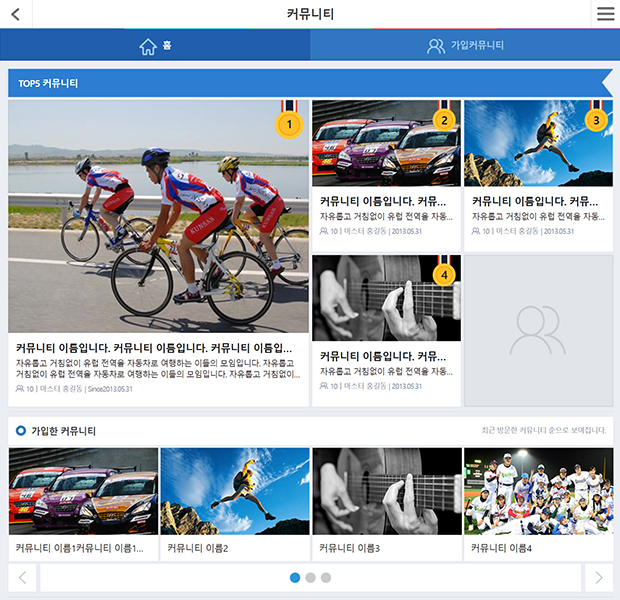 커뮤니티
홈
가입커뮤니티
TOP5 커뮤니티
1
커뮤니티 이름입니다. 커뮤니티 이름입니다. 커뮤니티 이름입...
자유롭고 거침없이 유럽 전역을 자동차로 여행하는 이들의 모임입니다. 자유롭고
거침없이 유럽 전역을 자동차로 여행하는 이들의 모임입니다. 자유롭고 거침없이...
10 | 마스터 홍길동 | Since2013.05.31
KUNSAN
KUNSAN
2
커뮤니티 이름입니다. 커뮤...
자유롭고 거침없이 유럽 전역을 자동...
10 | 마스터 홍길동 | 2013.05.31
3
커뮤니티 이름입니다. 커뮤...
자유롭고 거침없이 유럽 전역을 자동...
10 | 마스터 홍길동 | 2013.05.31
4
커뮤니티 이름입니다. 커뮤...
자유롭고 거침없이 유럽 전역을 자동...
10 | 마스터 홍길동 | 2013.05.31
가입한 커뮤니티
최근 방문한 커뮤니티 순으로 보여집니다.
커뮤니티 이름1커뮤니티 이름1...
커뮤니티 이름2
커뮤니티 이름3
커뮤니티 이름4